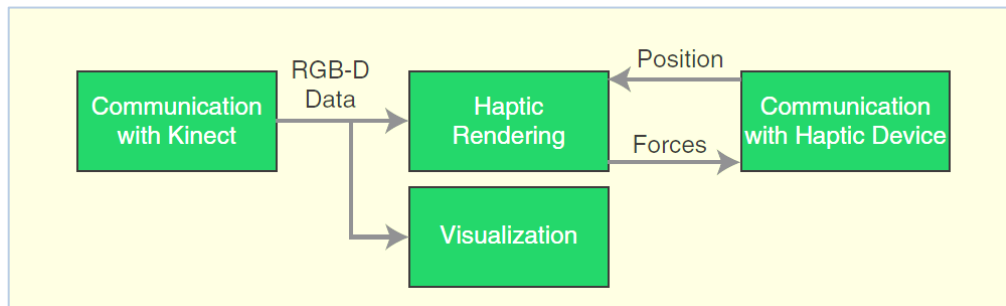 Communication
with Kinect
RGB-D
Data
Haptic
Rendering
Position
Forces
Communication
with Haptic Device
Visualization